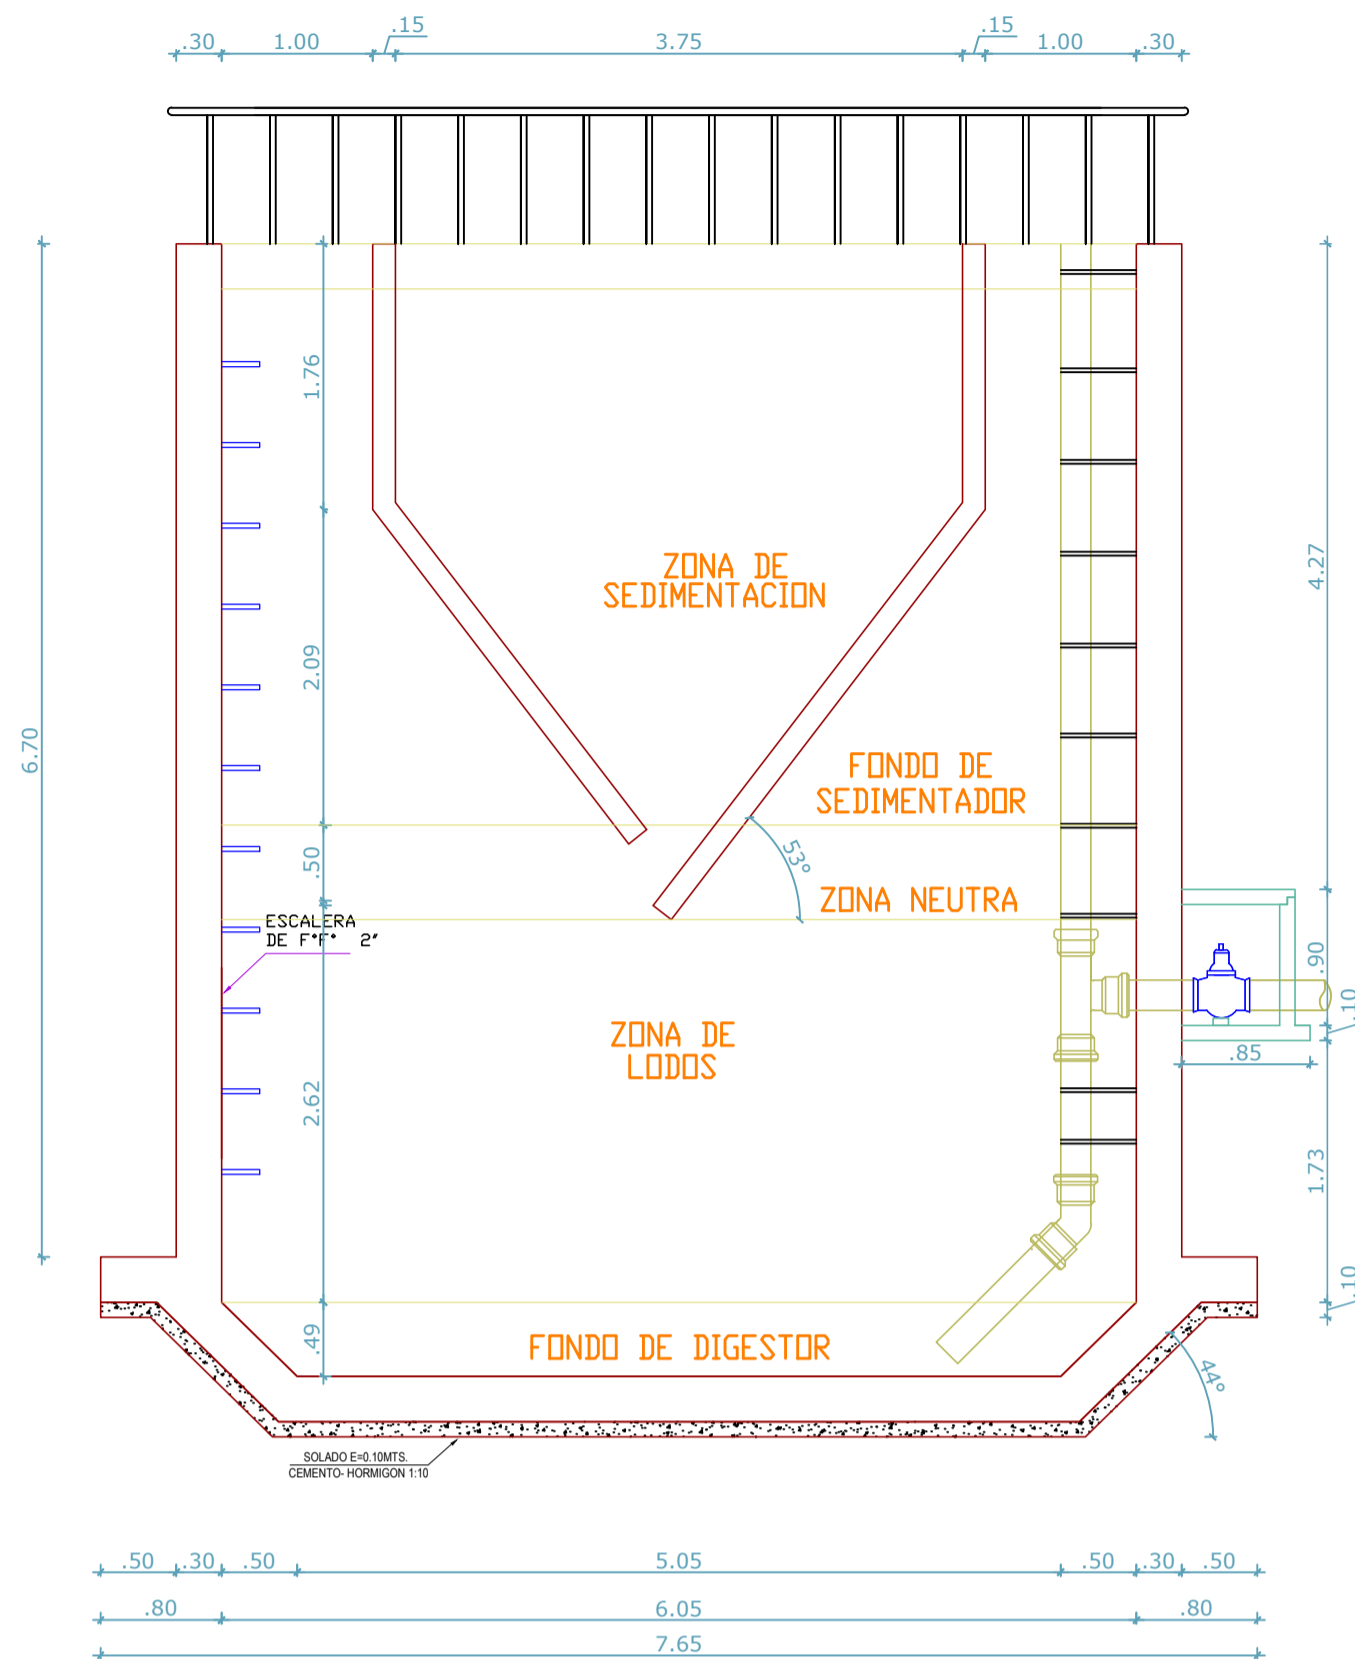 .30 1.00 .15 3.75 .15 1.00 .30
1.76
ZONA DE
SEDIMENTACION
4.27
2.09
6.70
FONDO DE
SEDIMENTADOR
53°
.50
ZONA NEUTRA
ESCALERA
DE F°F° 2"
.90
.10
ZONA DE
LODOS
.85
2.62
1.73
.10
.49
FONDO DE DIGESTOR
44°
SOLADO E=0.10MTS.
CEMENTO- HORMIGON 1:10
.50 .30 .50 5.05 .50 .30 .50
.80 6.05 .80
7.65